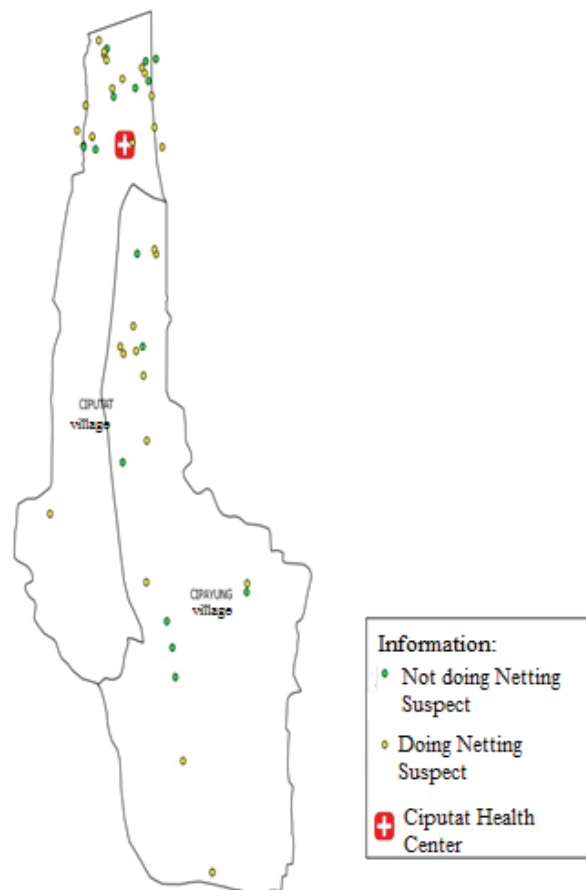 CIPUTAT
village
CIPAYUNG
village
Information:
Not doing Netting
Suspect
Doing Netting
Suspect
Ciputat Health
Center